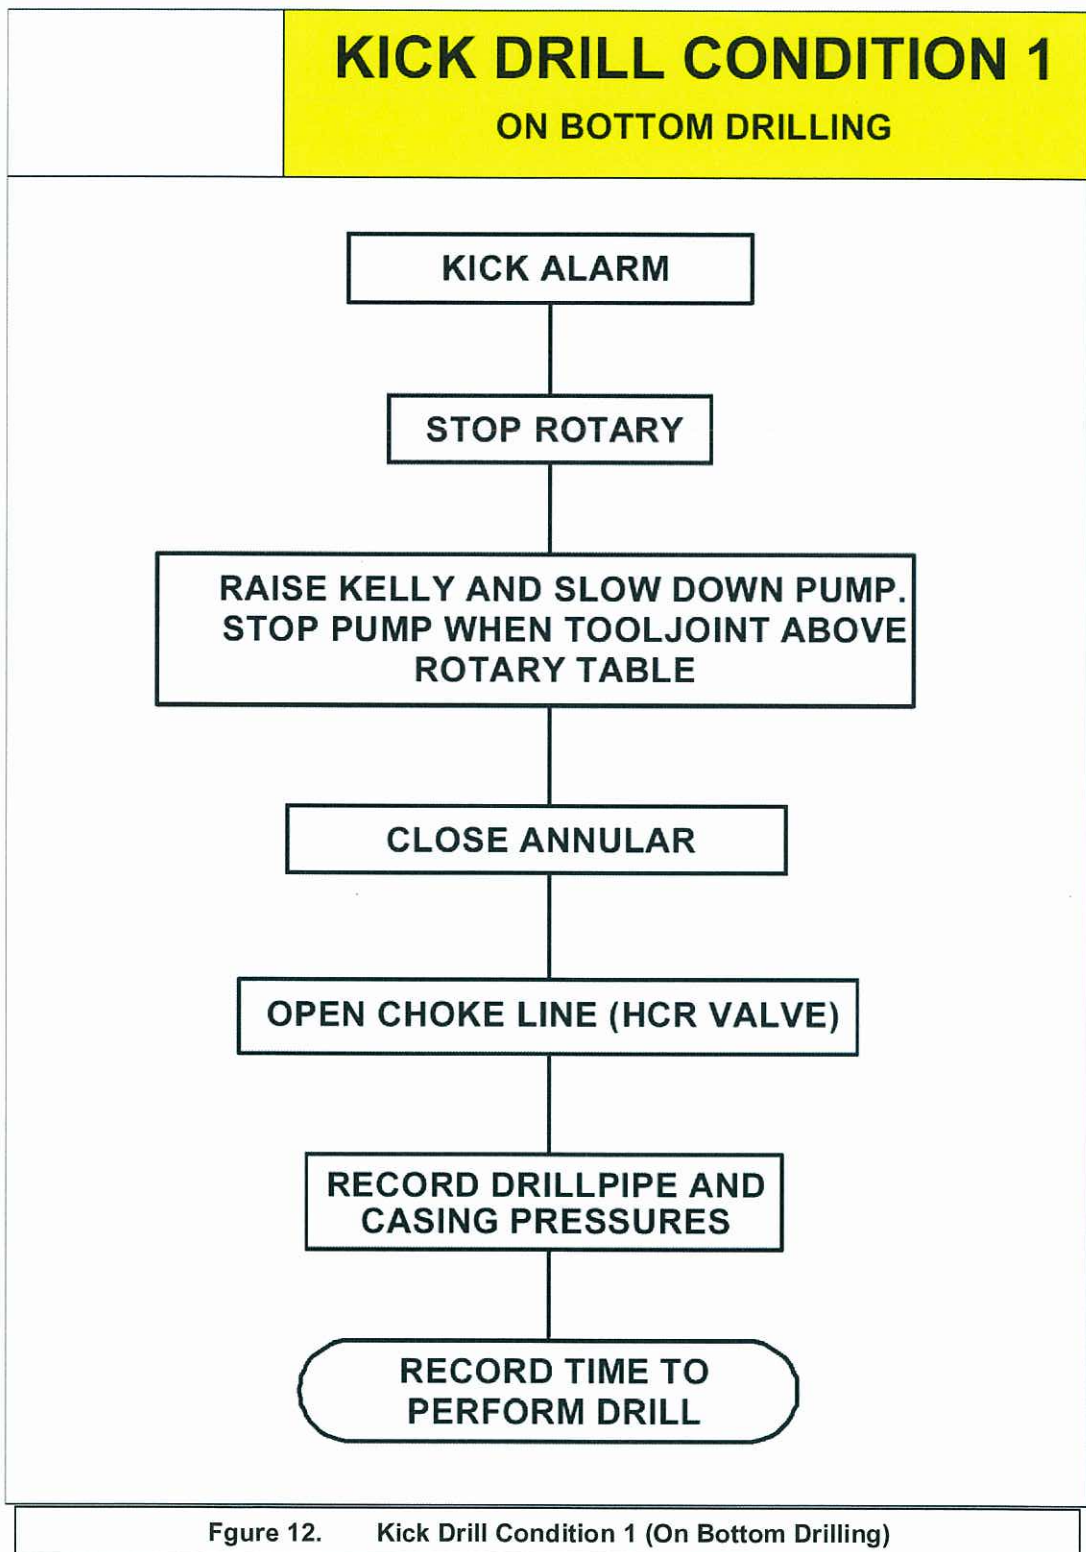 KICK DRILL CONDITION 1
ON BOTTOM DRILLING
KICK ALARM
STOP ROTARY
RAISE KELLY AND SLOW DOWN PUMP.
STOP PUMP WHEN TOOLJOINT ABOVE
ROTARY TABLE
CLOSE ANNULAR
OPEN CHOKE LINE (HCR VALVE)
RECORD DRILLPIPE AND
CASING PRESSURES
RECORD TIME TO
PERFORM DRILL
Fgure 12. Kick Drill Condition 1 (On Bottom Drilling)